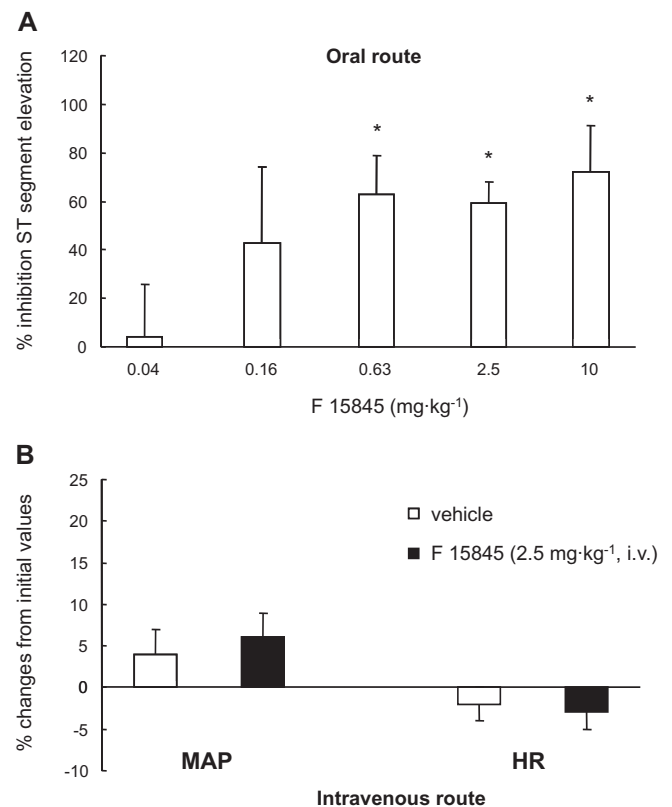 A
Oral route
% inhibition ST segment elevation
120
100
80
60
40
20
0
*
*
*
0.04 0.16 0.63 2.5 10
F 15845 (mg·kg-1)
B
% changes from initial values
25
20
15
10
5
0
-5
-10
vehicle
F 15845 (2.5 mg·kg-1, i.v.)
MAP HR
Intravenous route